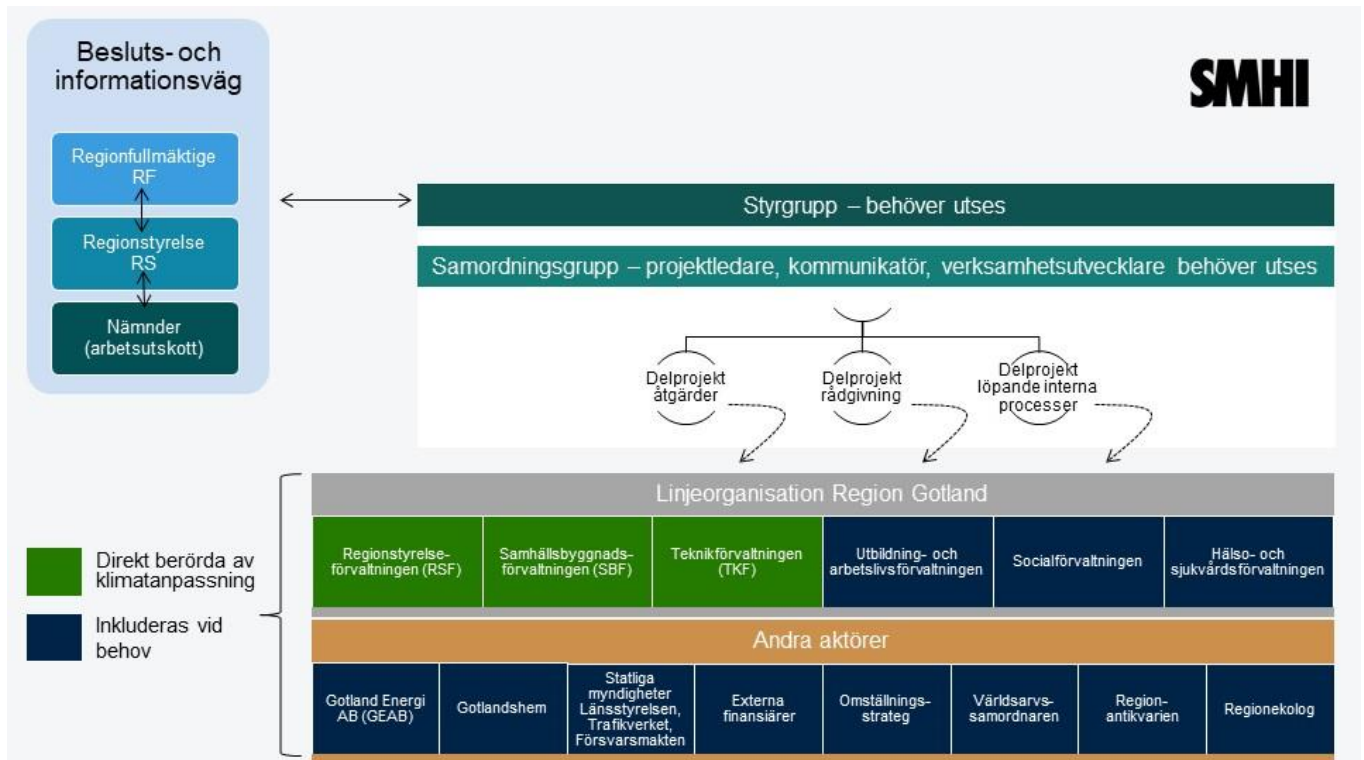 Besluts- och
informationsväg
SMHI
Regionfullmäktige
RF
Regionstyrelse
RS
Nämnder
(arbetsutskott)
Styrgrupp – behöver utses
Samordningsgrupp – projektledare, kommunikatör, verksamhetsutvecklare behöver utses
Delprojekt
åtgärder
Delprojekt
rådgivning
Delprojekt
löpande interna
processer
Linjeorganisation Region Gotland
Direkt berörda av
klimatanpassning
Inkluderas vid
behov
Regionstyrelse-
förvaltningen (RSF)
Samhällsbyggnads-
förvaltningen (SBF)
Teknikförvaltningen
(TKF)
Utbildning- och
arbetslivsförvaltningen
Socialförvaltningen
Hälso- och
sjukvårdsförvaltningen
Andra aktörer
Gotland Energi
AB (GEAB)
Gotlandshem
Statliga
myndigheter
Länsstyrelsen,
Trafikverket,
Försvarsmakten
Externa
finansiärer
Omställnings-
strateg
Världsarvs-
samordnaren
Region-
antikvarien
Regionekolog